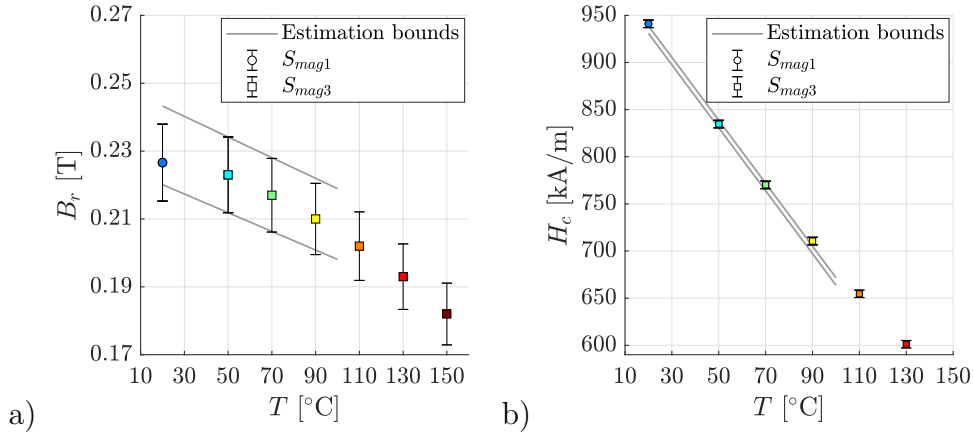 0.27
0.25
0.23
0.21
0.19
0.17
B_r [T]
Estimation bounds
S_mag1
S_mag3
10 30 50 70 90 110 130 150
T [°C]
a)
950
900
850
800
750
700
650
600
H_c [kA/m]
Estimation bounds
S_mag1
S_mag3
10 30 50 70 90 110 130 150
T [°C]
b)